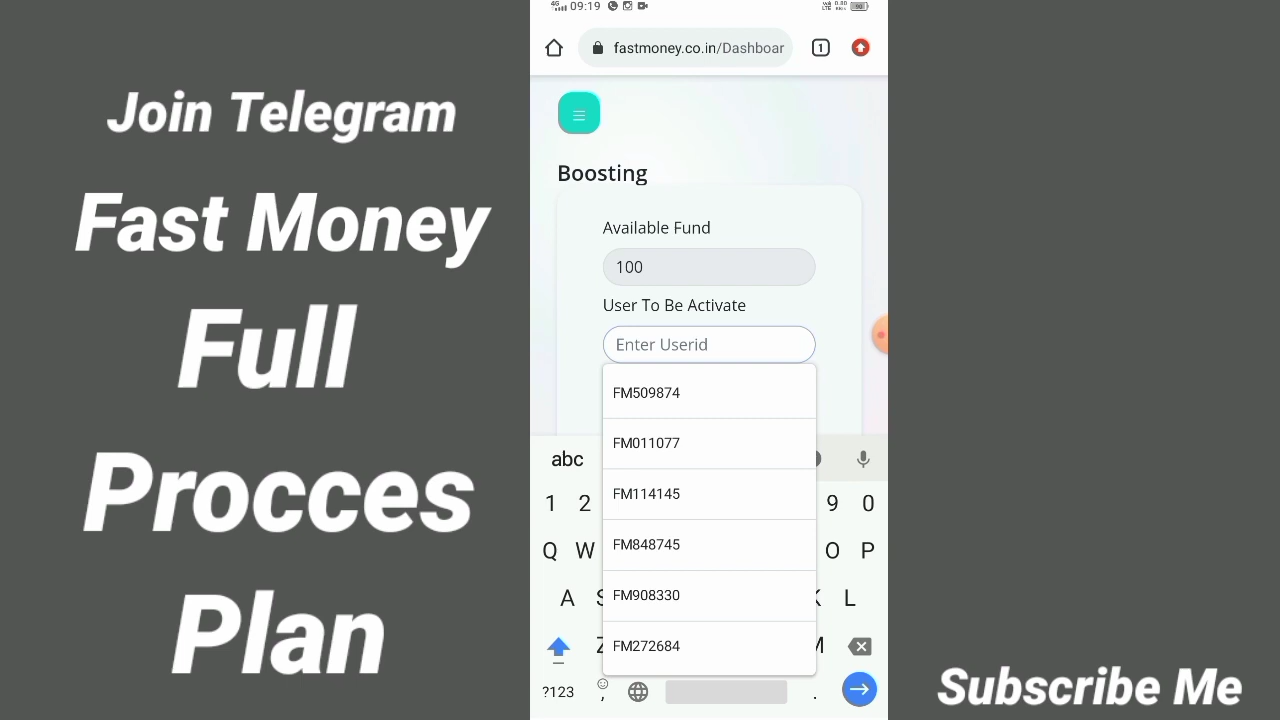 Join Telegram
Fast Money
Full
Procces
Plan
4G 09:19
90
fastmoney.co.in/Dashboar
1
Boosting
Available Fund
100
User To Be Activate
Enter Userid
FM509874
FM011077
FM114145
FM848745
FM908330
FM272684
abc
1 2 9 0
Q W O P
A S K L
Z M
?123 , .
Subscribe Me